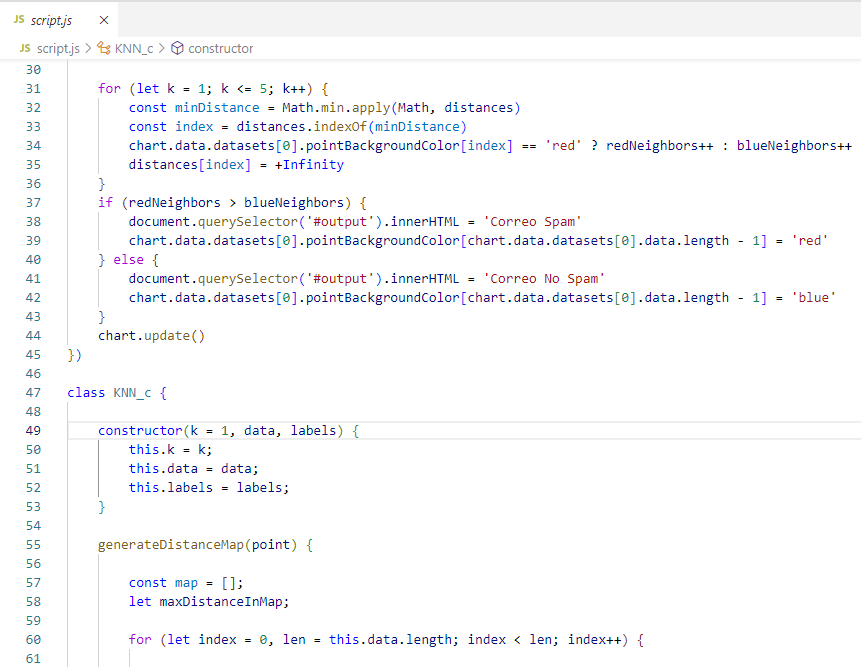 JS script.js ×
JS script.js > KNN_c > constructor
30
31 for (let k = 1; k <= 5; k++) {
32 const minDistance = Math.min.apply(Math, distances)
33 const index = distances.indexOf(minDistance)
34 chart.data.datasets[0].pointBackgroundColor[index] == 'red' ? redNeighbors++ : blueNeighbors++
35 distances[index] = +Infinity
36 }
37 if (redNeighbors > blueNeighbors) {
38 document.querySelector('#output').innerHTML = 'Correo Spam'
39 chart.data.datasets[0].pointBackgroundColor[chart.data.datasets[0].data.length - 1] = 'red'
40 } else {
41 document.querySelector('#output').innerHTML = 'Correo No Spam'
42 chart.data.datasets[0].pointBackgroundColor[chart.data.datasets[0].data.length - 1] = 'blue'
43 }
44 chart.update()
45 })
46
47 class KNN_c {
48
49 constructor(k = 1, data, labels) {
50 this.k = k;
51 this.data = data;
52 this.labels = labels;
53 }
54
55 generateDistanceMap(point) {
56
57 const map = [];
58 let maxDistanceInMap;
59
60 for (let index = 0, len = this.data.length; index < len; index++) {
61